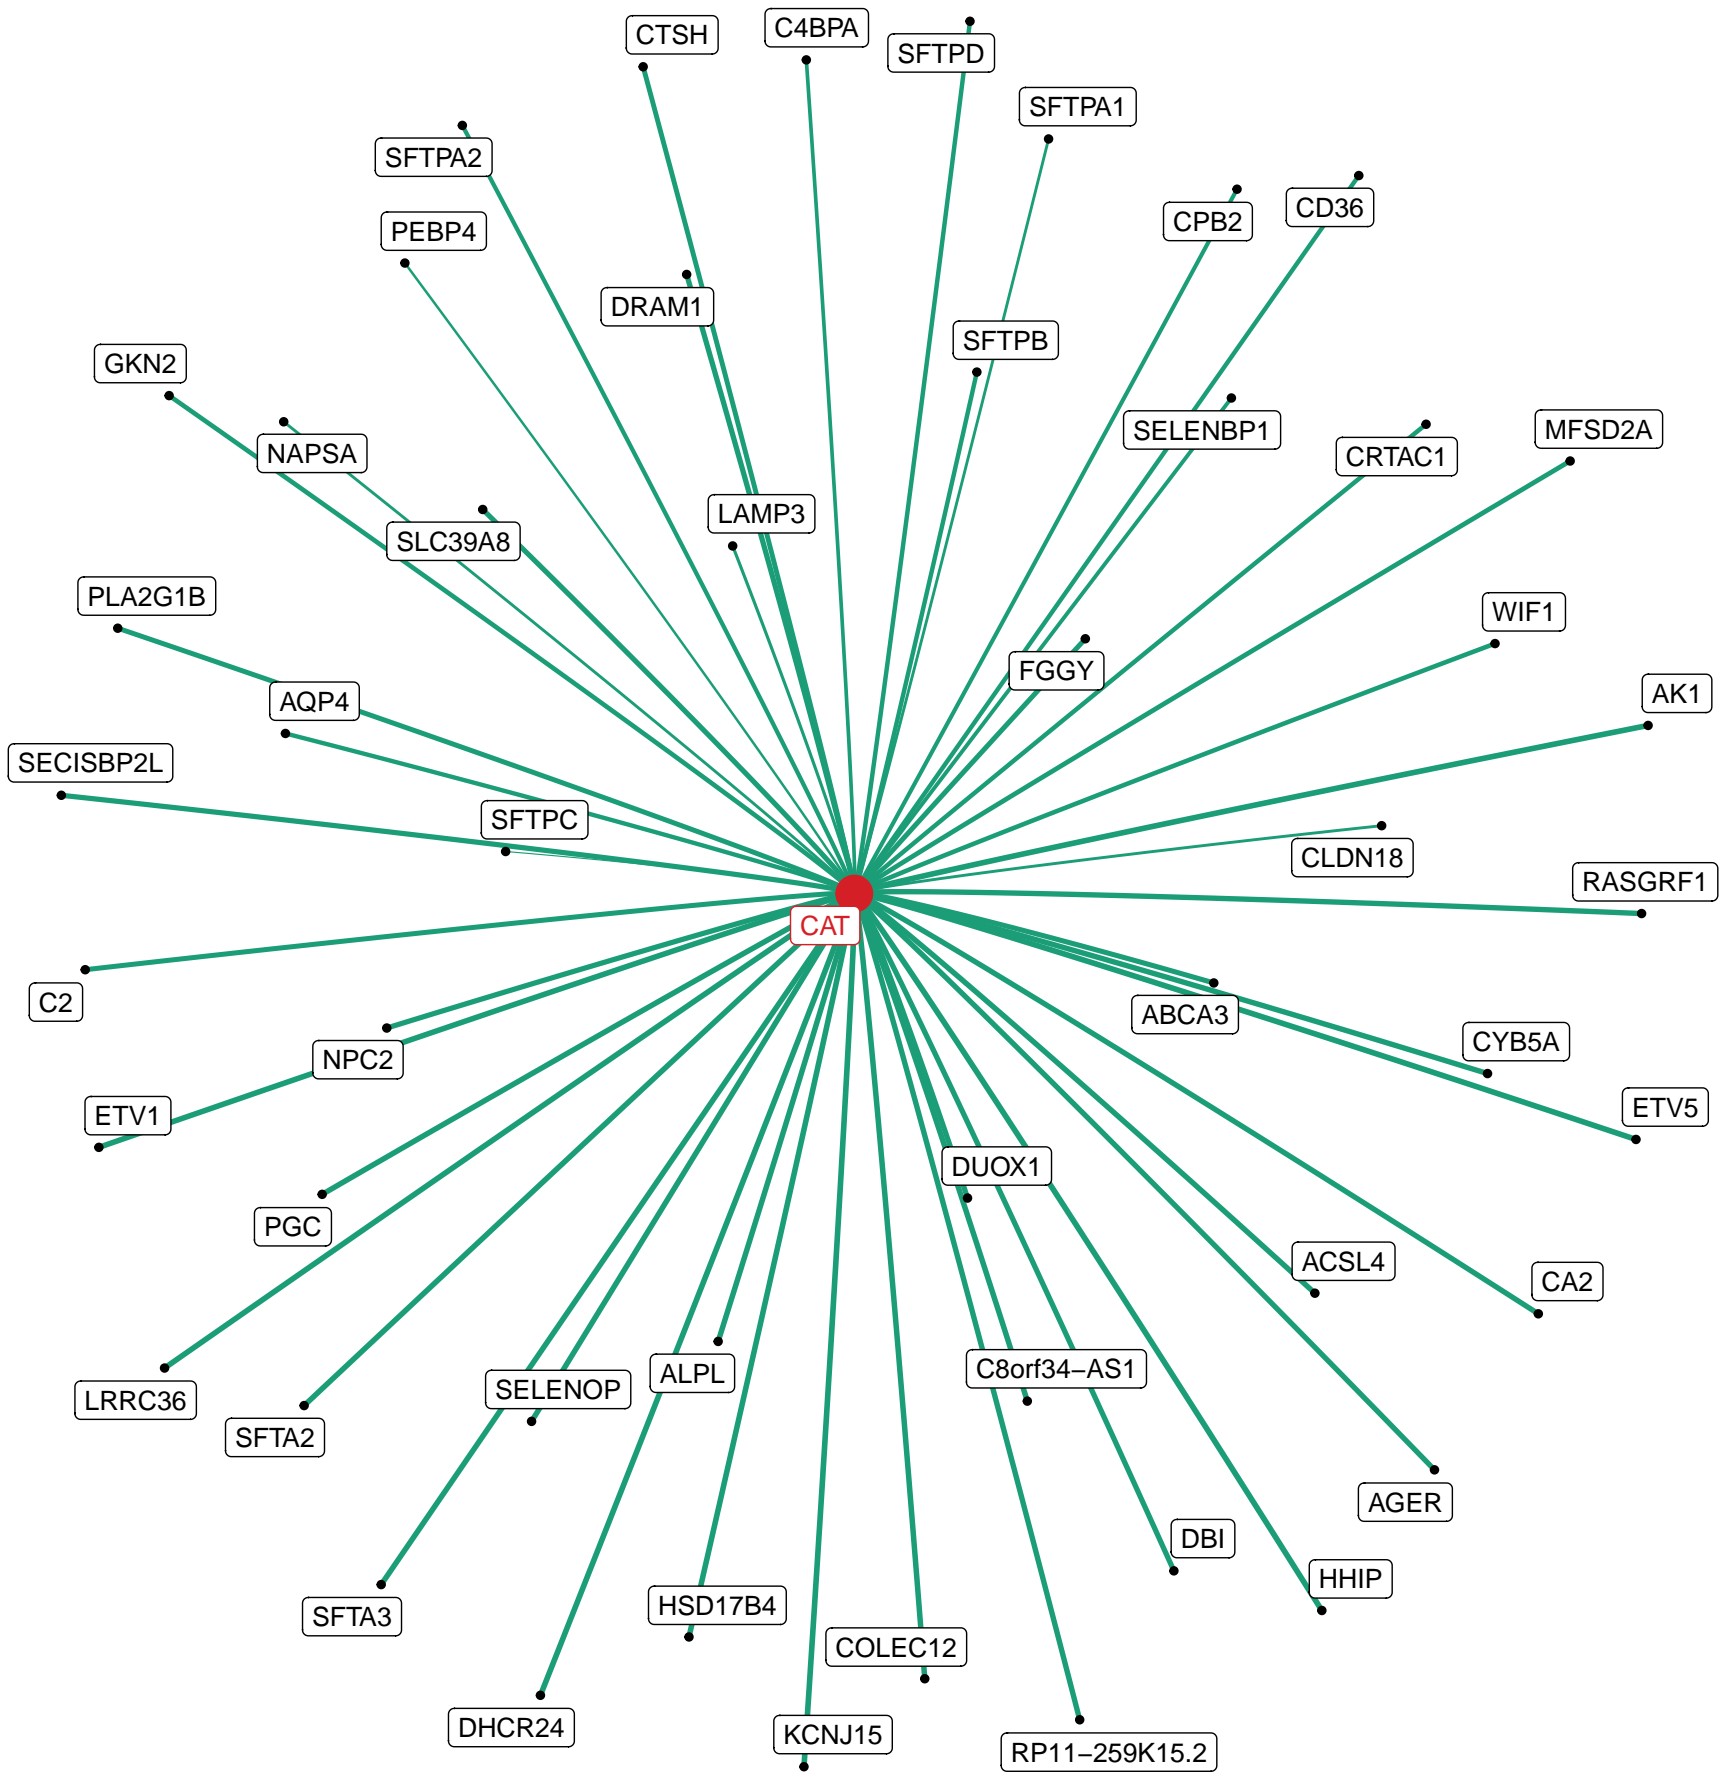 C4BPA
CTSH
SFTPD
SFTPA1
SFTPA2
CD36
CPB2
PEBP4
DRAM1
SFTPB
GKN2
MFSD2A
SELENBP1
NAPSA
CRTAC1
LAMP3
SLC39A8
PLA2G1B
WIF1
FGGY
AK1
AQP4
SECISBP2L
SFTPC
CLDN18
RASGRF1
CAT
C2
ABCA3
CYB5A
NPC2
ETV5
ETV1
DUOX1
PGC
ACSL4
CA2
C8orf34−AS1
ALPL
SELENOP
LRRC36
SFTA2
AGER
DBI
HHIP
HSD17B4
SFTA3
COLEC12
DHCR24
KCNJ15
RP11−259K15.2